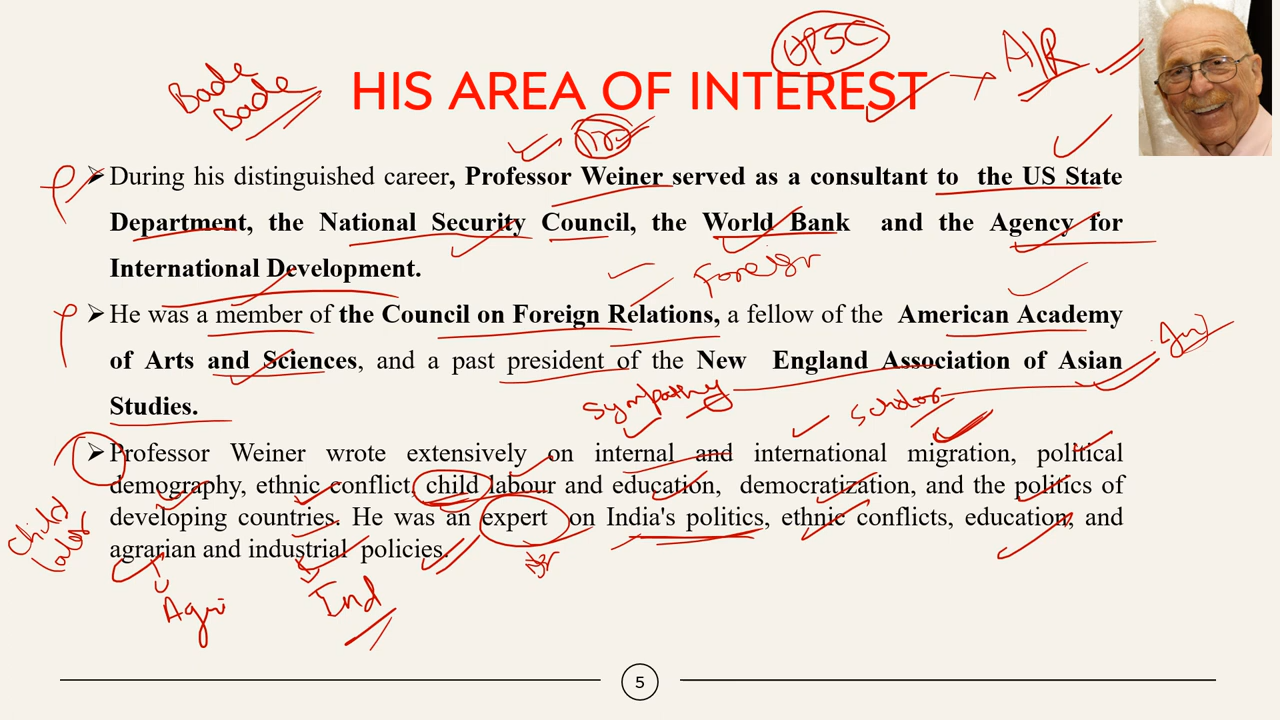 UPSC
AIR
Bade
Bade
HIS AREA OF INTEREST
➤During his distinguished career, Professor Weiner served as a consultant to the US State
Department, the National Security Council, the World Bank and the Agency for
International Development.
Foreign
➤He was a member of the Council on Foreign Relations, a fellow of the American Academy
of Arts and Sciences, and a past president of the New England Association of Asian
Studies.
Sympathy
Scholar
➤Professor Weiner wrote extensively on internal and international migration, political
demography, ethnic conflict, child labour and education, democratization, and the politics of
developing countries. He was an expert on India's politics, ethnic conflicts, education, and
agrarian and industrial policies.
Child
labor
Agri
Ind
5